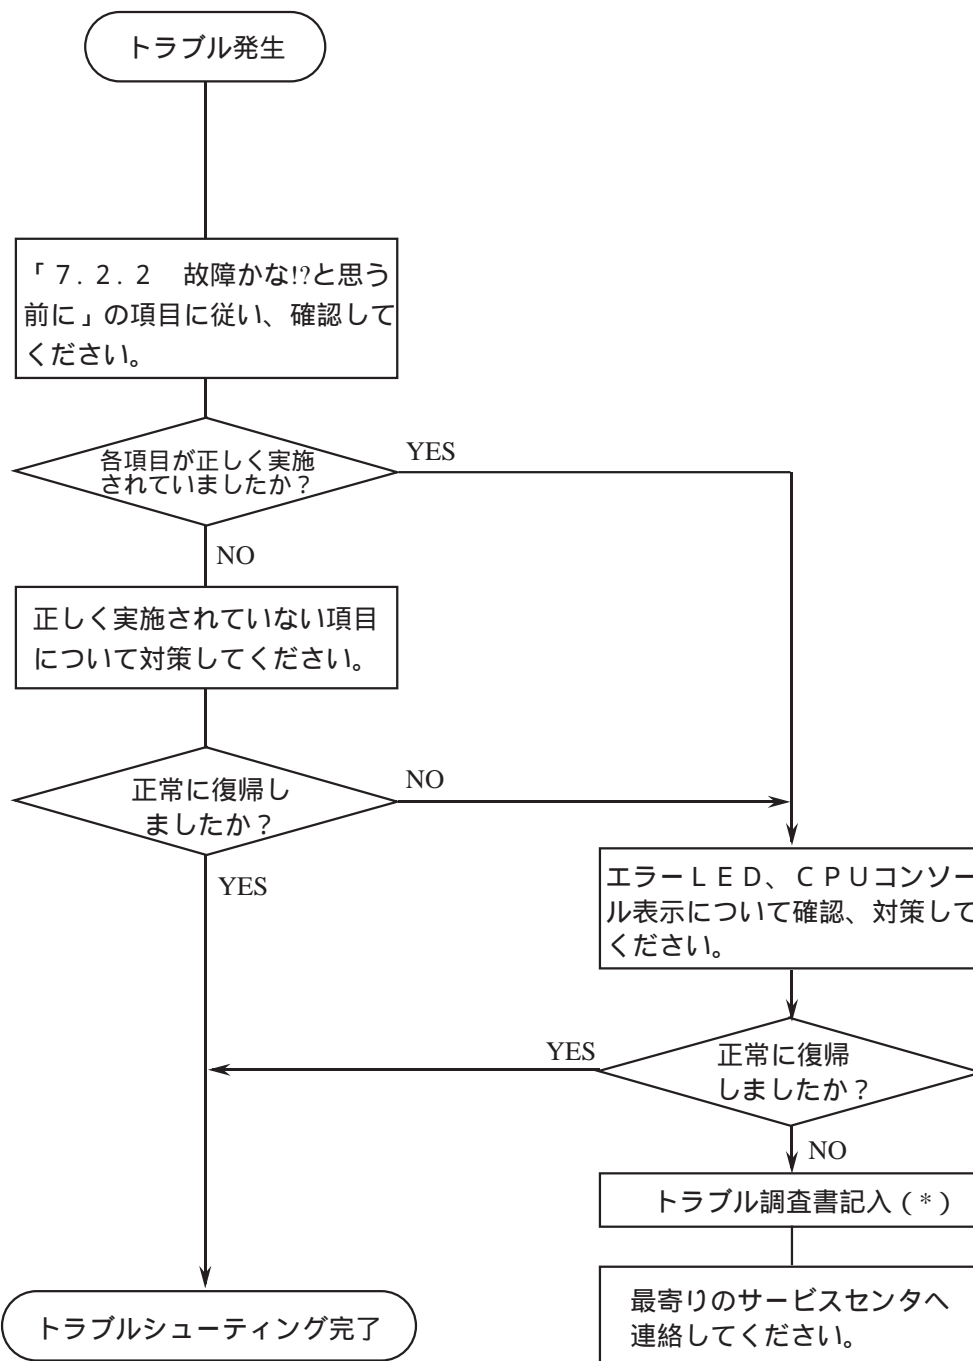 トラブル発生
「７．２．２　故障かな!?と思う
前に」の項目に従い、確認して
ください。
各項目が正しく実施
されていましたか？
YES
NO
正しく実施されていない項目
について対策してください。
正常に復帰し
ましたか？
NO
YES
エラーＬＥＤ、ＣＰＵコンソー
ル表示について確認、対策して
ください。
正常に復帰
しましたか？
YES
NO
トラブル調査書記入（*）
最寄りのサービスセンタへ
連絡してください。
トラブルシューティング完了